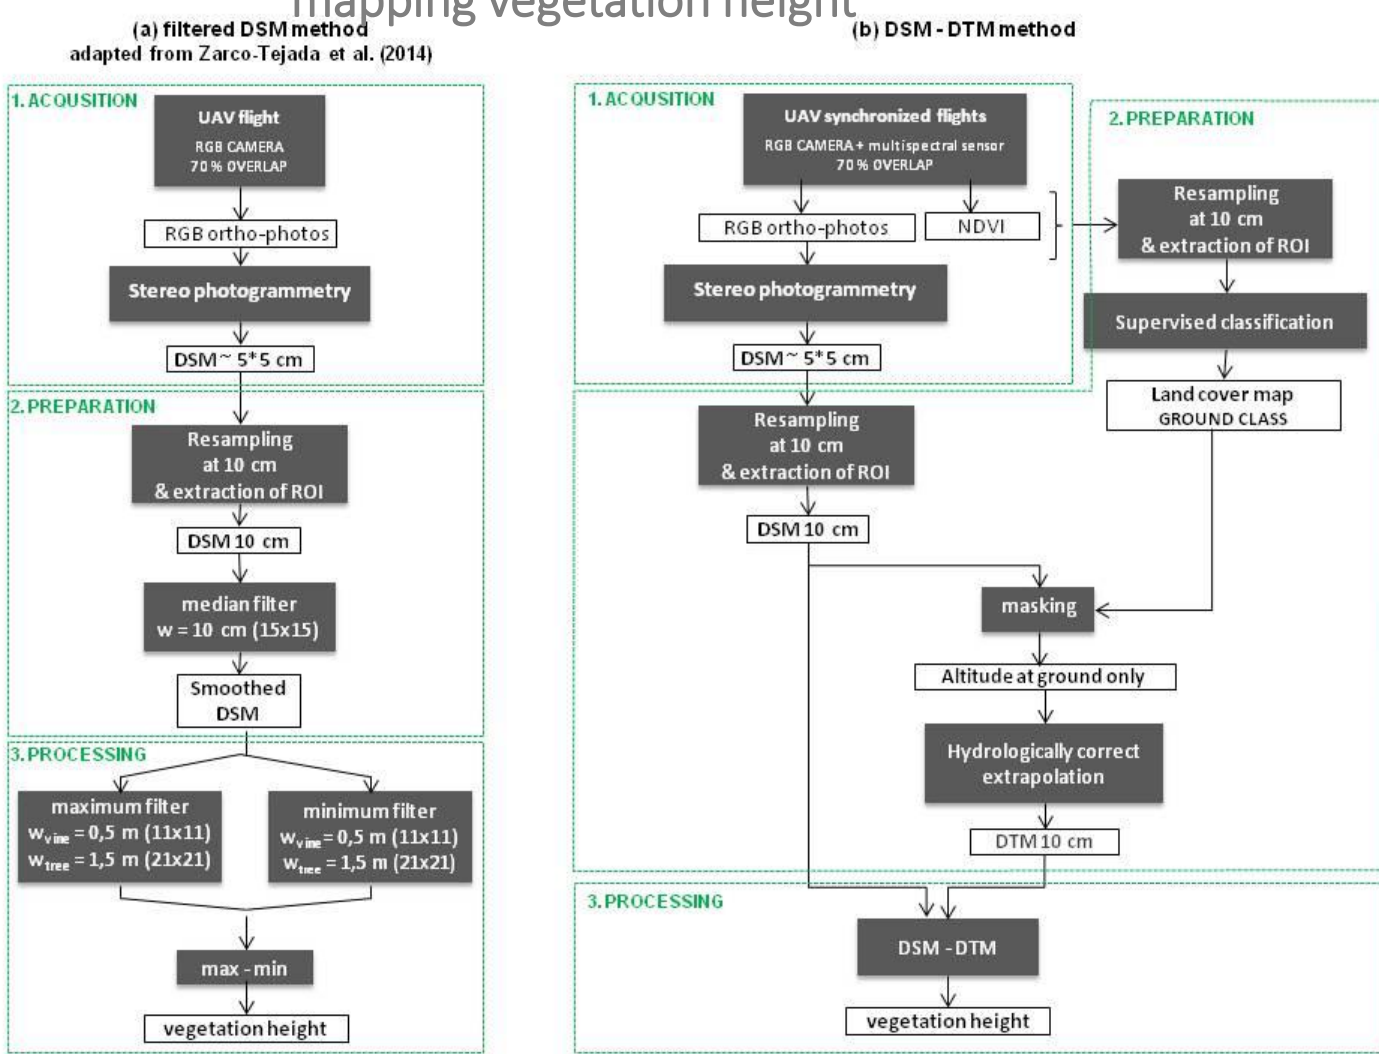 mapping vegetation height
(a) filtered DSM method
adapted from Zarco-Tejada et al. (2014)
1. ACQUSITION
UAV flight
RGB CAMERA
70 % OVERLAP
RGB ortho-photos
Stereo photogrammetry
DSM ~ 5*5 cm
2. PREPARATION
Resampling
at 10 cm
& extraction of ROI
DSM 10 cm
median filter
w = 10 cm (15x15)
Smoothed
DSM
3. PROCESSING
maximum filter
wvine = 0,5 m (11x11)
wtree = 1,5 m (21x21)
minimum filter
wvine = 0,5 m (11x11)
wtree = 1,5 m (21x21)
max - min
vegetation height
(b) DSM - DTM method
1. ACQUSITION
UAV synchronized flights
RGB CAMERA + multispectral sensor
70 % OVERLAP
RGB ortho-photos
NDVI
Stereo photogrammetry
DSM ~ 5*5 cm
2. PREPARATION
Resampling
at 10 cm
& extraction of ROI
Supervised classification
Land cover map
GROUND CLASS
Resampling
at 10 cm
& extraction of ROI
DSM 10 cm
masking
Altitude at ground only
Hydrologically correct
extrapolation
DTM 10 cm
3. PROCESSING
DSM - DTM
vegetation height